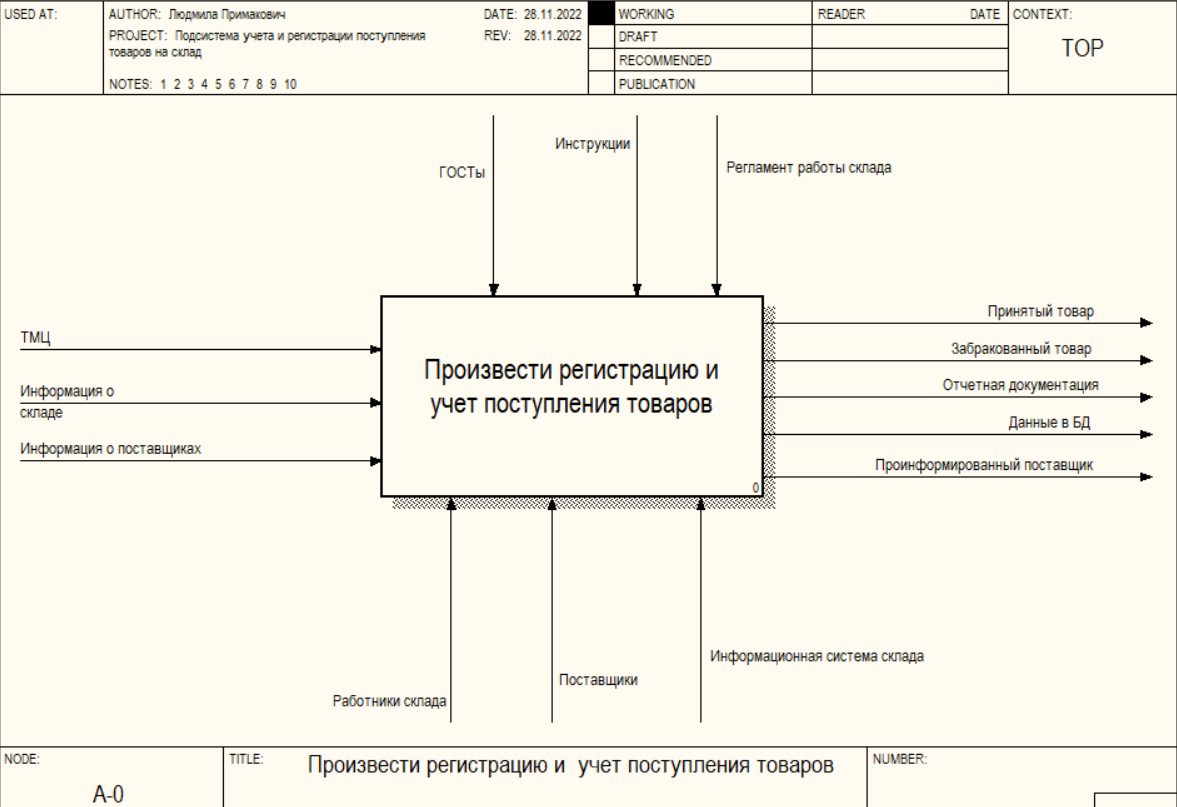 USED AT:
AUTHOR: Людмила Примакович
DATE: 28.11.2022
PROJECT: Подсистема учета и регистрации поступления
товаров на склад
REV: 28.11.2022
NOTES: 1 2 3 4 5 6 7 8 9 10
WORKING
DRAFT
RECOMMENDED
PUBLICATION
READER
DATE
CONTEXT:
TOP
Инструкции
ГОСТы
Регламент работы склада
ТМЦ
Информация о
складе
Информация о поставщиках
Произвести регистрацию и
учет поступления товаров
0
Принятый товар
Забракованный товар
Отчетная документация
Данные в БД
Проинформированный поставщик
Работники склада
Поставщики
Информационная система склада
NODE:
A-0
TITLE:
Произвести регистрацию и учет поступления товаров
NUMBER: